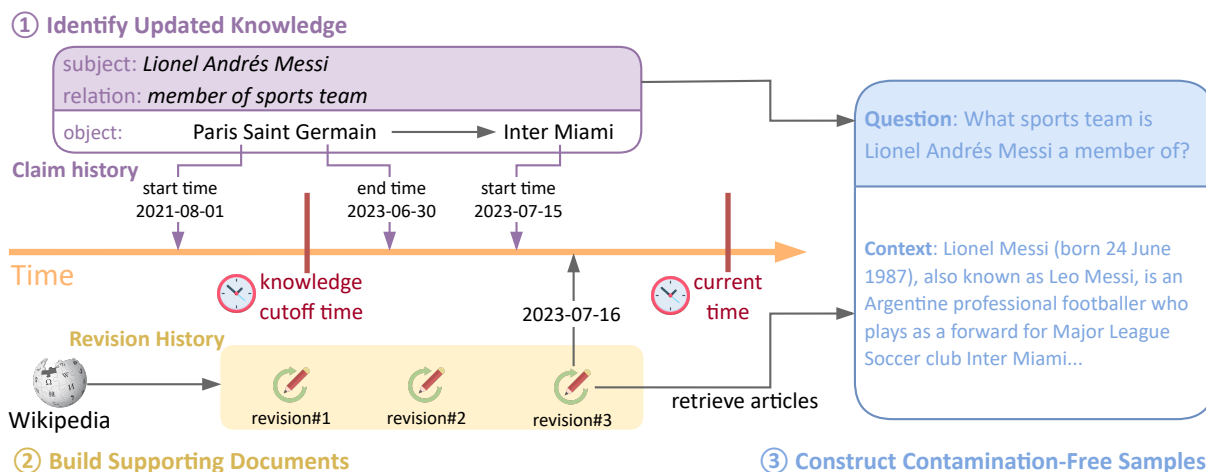 ① Identify Updated Knowledge
subject: Lionel Andrés Messi
relation: member of sports team
object: Paris Saint Germain Inter Miami
Claim history
start time
2021-08-01
end time
2023-06-30
start time
2023-07-15
Time
knowledge
cutoff time
current
time
2023-07-16
Revision History
Wikipedia
revision#1
revision#2
revision#3
retrieve articles
② Build Supporting Documents
Question: What sports team is
Lionel Andrés Messi a member of?
Context: Lionel Messi (born 24 June
1987), also known as Leo Messi, is an
Argentine professional footballer who
plays as a forward for Major League
Soccer club Inter Miami...
③ Construct Contamination-Free Samples